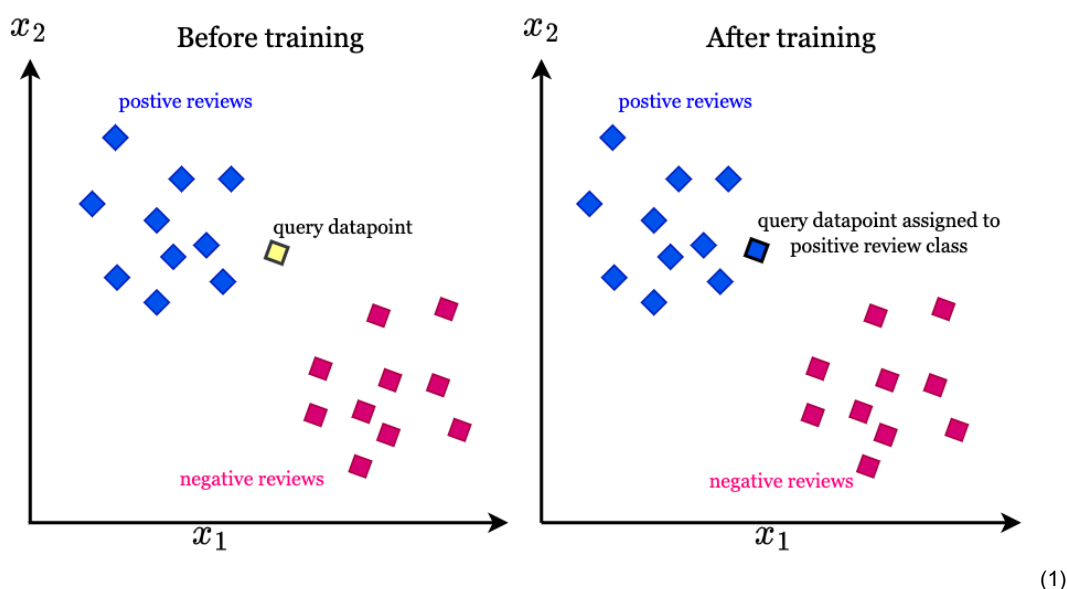 x₂
Before training
postive reviews
query datapoint
negative reviews
x₁
x₂
After training
postive reviews
query datapoint assigned to
positive review class
negative reviews
x₁
(1)